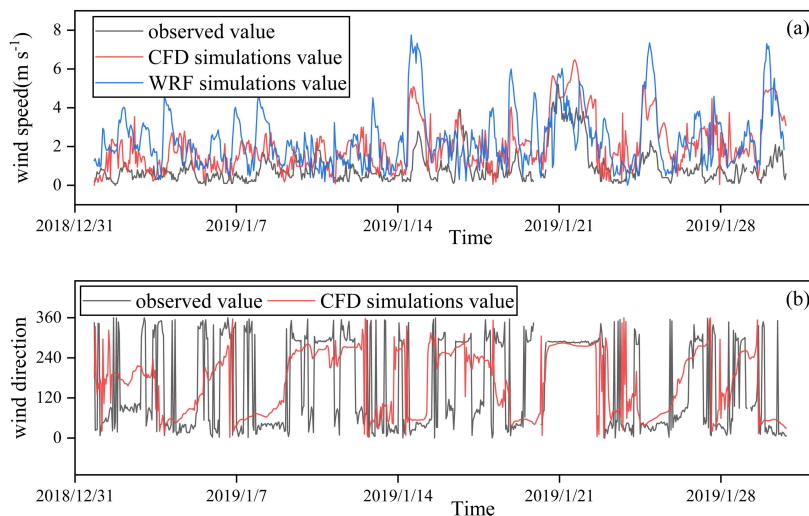 (a)
observed value
CFD simulations value
WRF simulations value
wind speed(m s⁻¹)
8
6
4
2
0
2018/12/31 2019/1/7 2019/1/14 2019/1/21 2019/1/28
Time
(b)
observed value CFD simulations value
wind direction
360
240
120
0
2018/12/31 2019/1/7 2019/1/14 2019/1/21 2019/1/28
Time